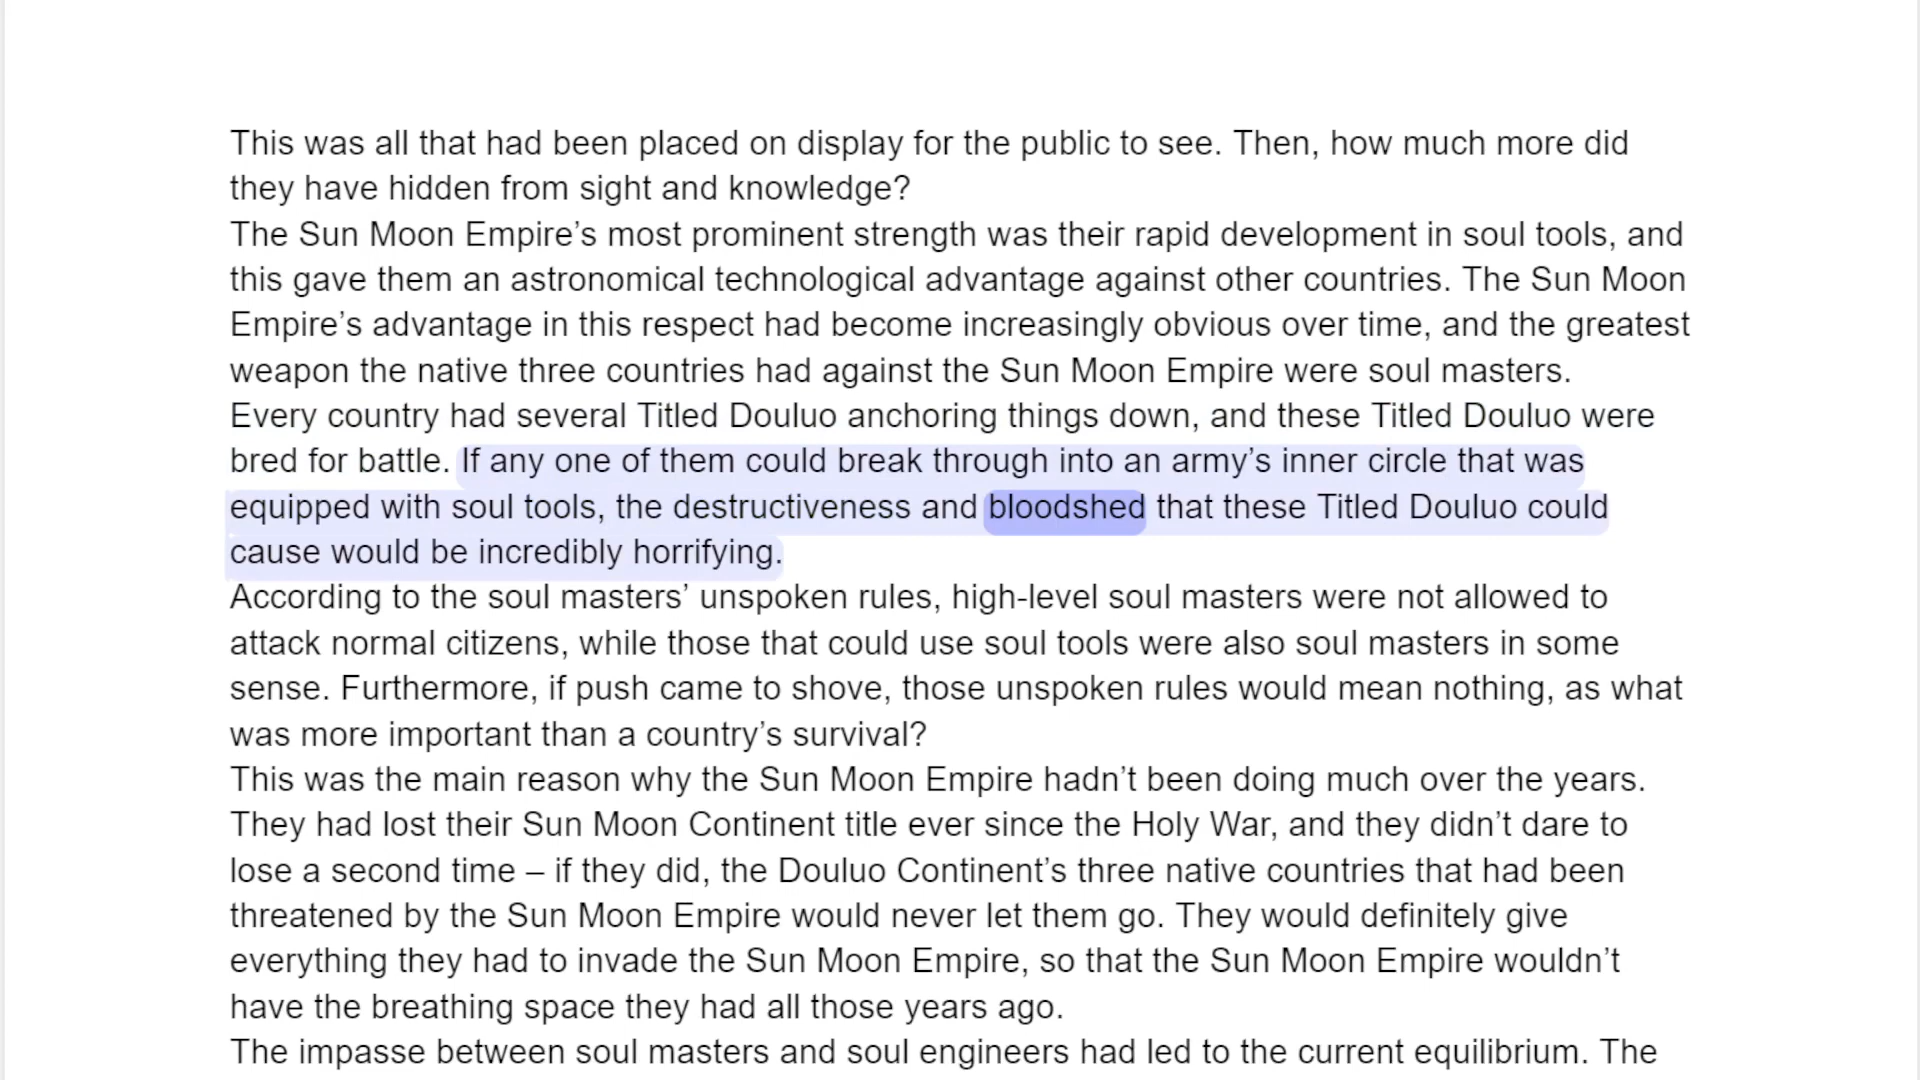 This was all that had been placed on display for the public to see. Then, how much more did
they have hidden from sight and knowledge?
The Sun Moon Empire’s most prominent strength was their rapid development in soul tools, and
this gave them an astronomical technological advantage against other countries. The Sun Moon
Empire’s advantage in this respect had become increasingly obvious over time, and the greatest
weapon the native three countries had against the Sun Moon Empire were soul masters.
Every country had several Titled Douluo anchoring things down, and these Titled Douluo were
bred for battle. If any one of them could break through into an army’s inner circle that was
equipped with soul tools, the destructiveness and bloodshed that these Titled Douluo could
cause would be incredibly horrifying.
According to the soul masters’ unspoken rules, high-level soul masters were not allowed to
attack normal citizens, while those that could use soul tools were also soul masters in some
sense. Furthermore, if push came to shove, those unspoken rules would mean nothing, as what
was more important than a country’s survival?
This was the main reason why the Sun Moon Empire hadn’t been doing much over the years.
They had lost their Sun Moon Continent title ever since the Holy War, and they didn’t dare to
lose a second time – if they did, the Douluo Continent’s three native countries that had been
threatened by the Sun Moon Empire would never let them go. They would definitely give
everything they had to invade the Sun Moon Empire, so that the Sun Moon Empire wouldn’t
have the breathing space they had all those years ago.
The impasse between soul masters and soul engineers had led to the current equilibrium. The